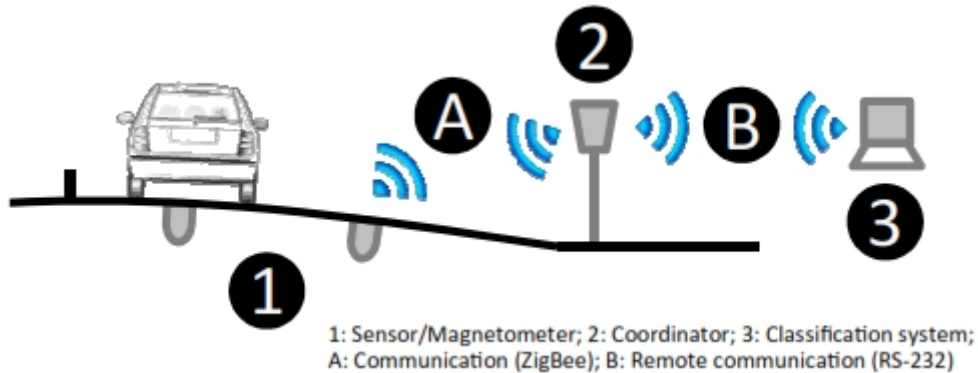 2
A
B
3
1
1: Sensor/Magnetometer; 2: Coordinator; 3: Classification system;
A: Communication (ZigBee); B: Remote communication (RS-232)